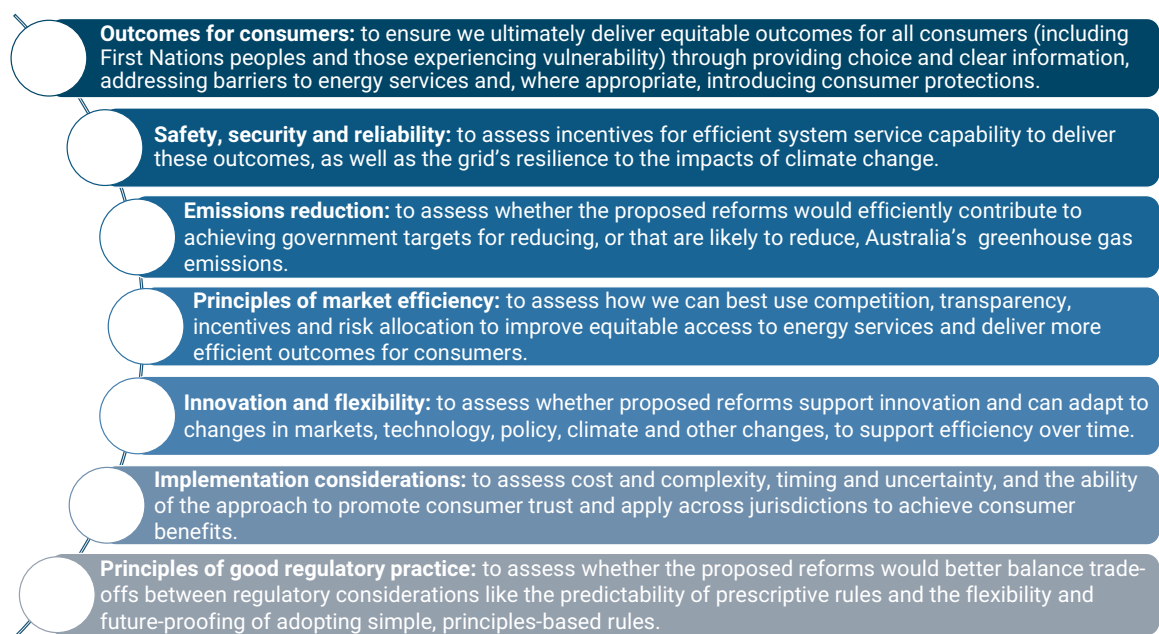 Outcomes for consumers: to ensure we ultimately deliver equitable outcomes for all consumers (including
First Nations peoples and those experiencing vulnerability) through providing choice and clear information,
addressing barriers to energy services and, where appropriate, introducing consumer protections.
Safety, security and reliability: to assess incentives for efficient system service capability to deliver
these outcomes, as well as the grid’s resilience to the impacts of climate change.
Emissions reduction: to assess whether the proposed reforms would efficiently contribute to
achieving government targets for reducing, or that are likely to reduce, Australia’s  greenhouse gas
emissions.
Principles of market efficiency: to assess how we can best use competition, transparency,
incentives and risk allocation to improve equitable access to energy services and deliver more
efficient outcomes for consumers.
Innovation and flexibility: to assess whether proposed reforms support innovation and can adapt to
changes in markets, technology, policy, climate and other changes, to support efficiency over time.
Implementation considerations: to assess cost and complexity, timing and uncertainty, and the ability
of the approach to promote consumer trust and apply across jurisdictions to achieve consumer
benefits.
Principles of good regulatory practice: to assess whether the proposed reforms would better balance trade-
offs between regulatory considerations like the predictability of prescriptive rules and the flexibility and
future-proofing of adopting simple, principles-based rules.